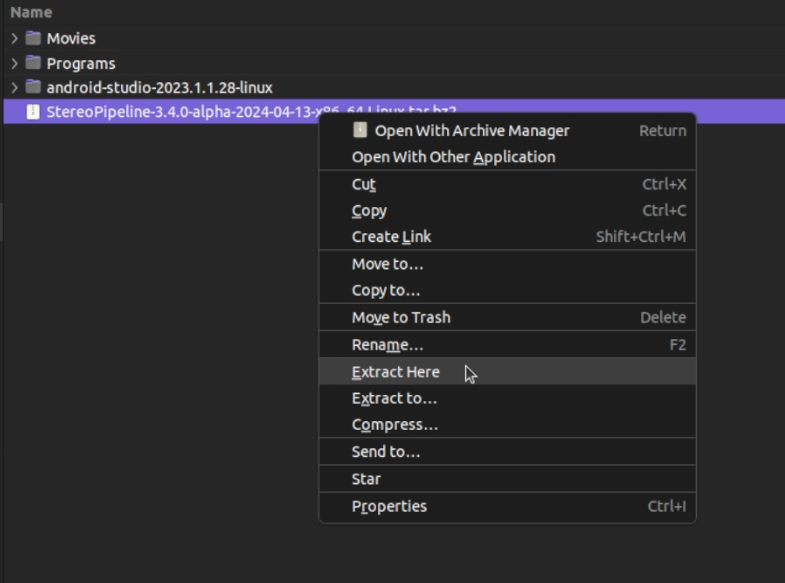 Name
Movies
Programs
android-studio-2023.1.1.28-linux
StereoPipeline-3.4.0-alpha-2024-04-13-x86_64-Linux.tar.bz2
Open With Archive Manager Return
Open With Other Application
Cut Ctrl+X
Copy Ctrl+C
Create Link Shift+Ctrl+M
Move to…
Copy to…
Move to Trash Delete
Rename… F2
Extract Here
Extract to…
Compress…
Send to…
Star
Properties Ctrl+I